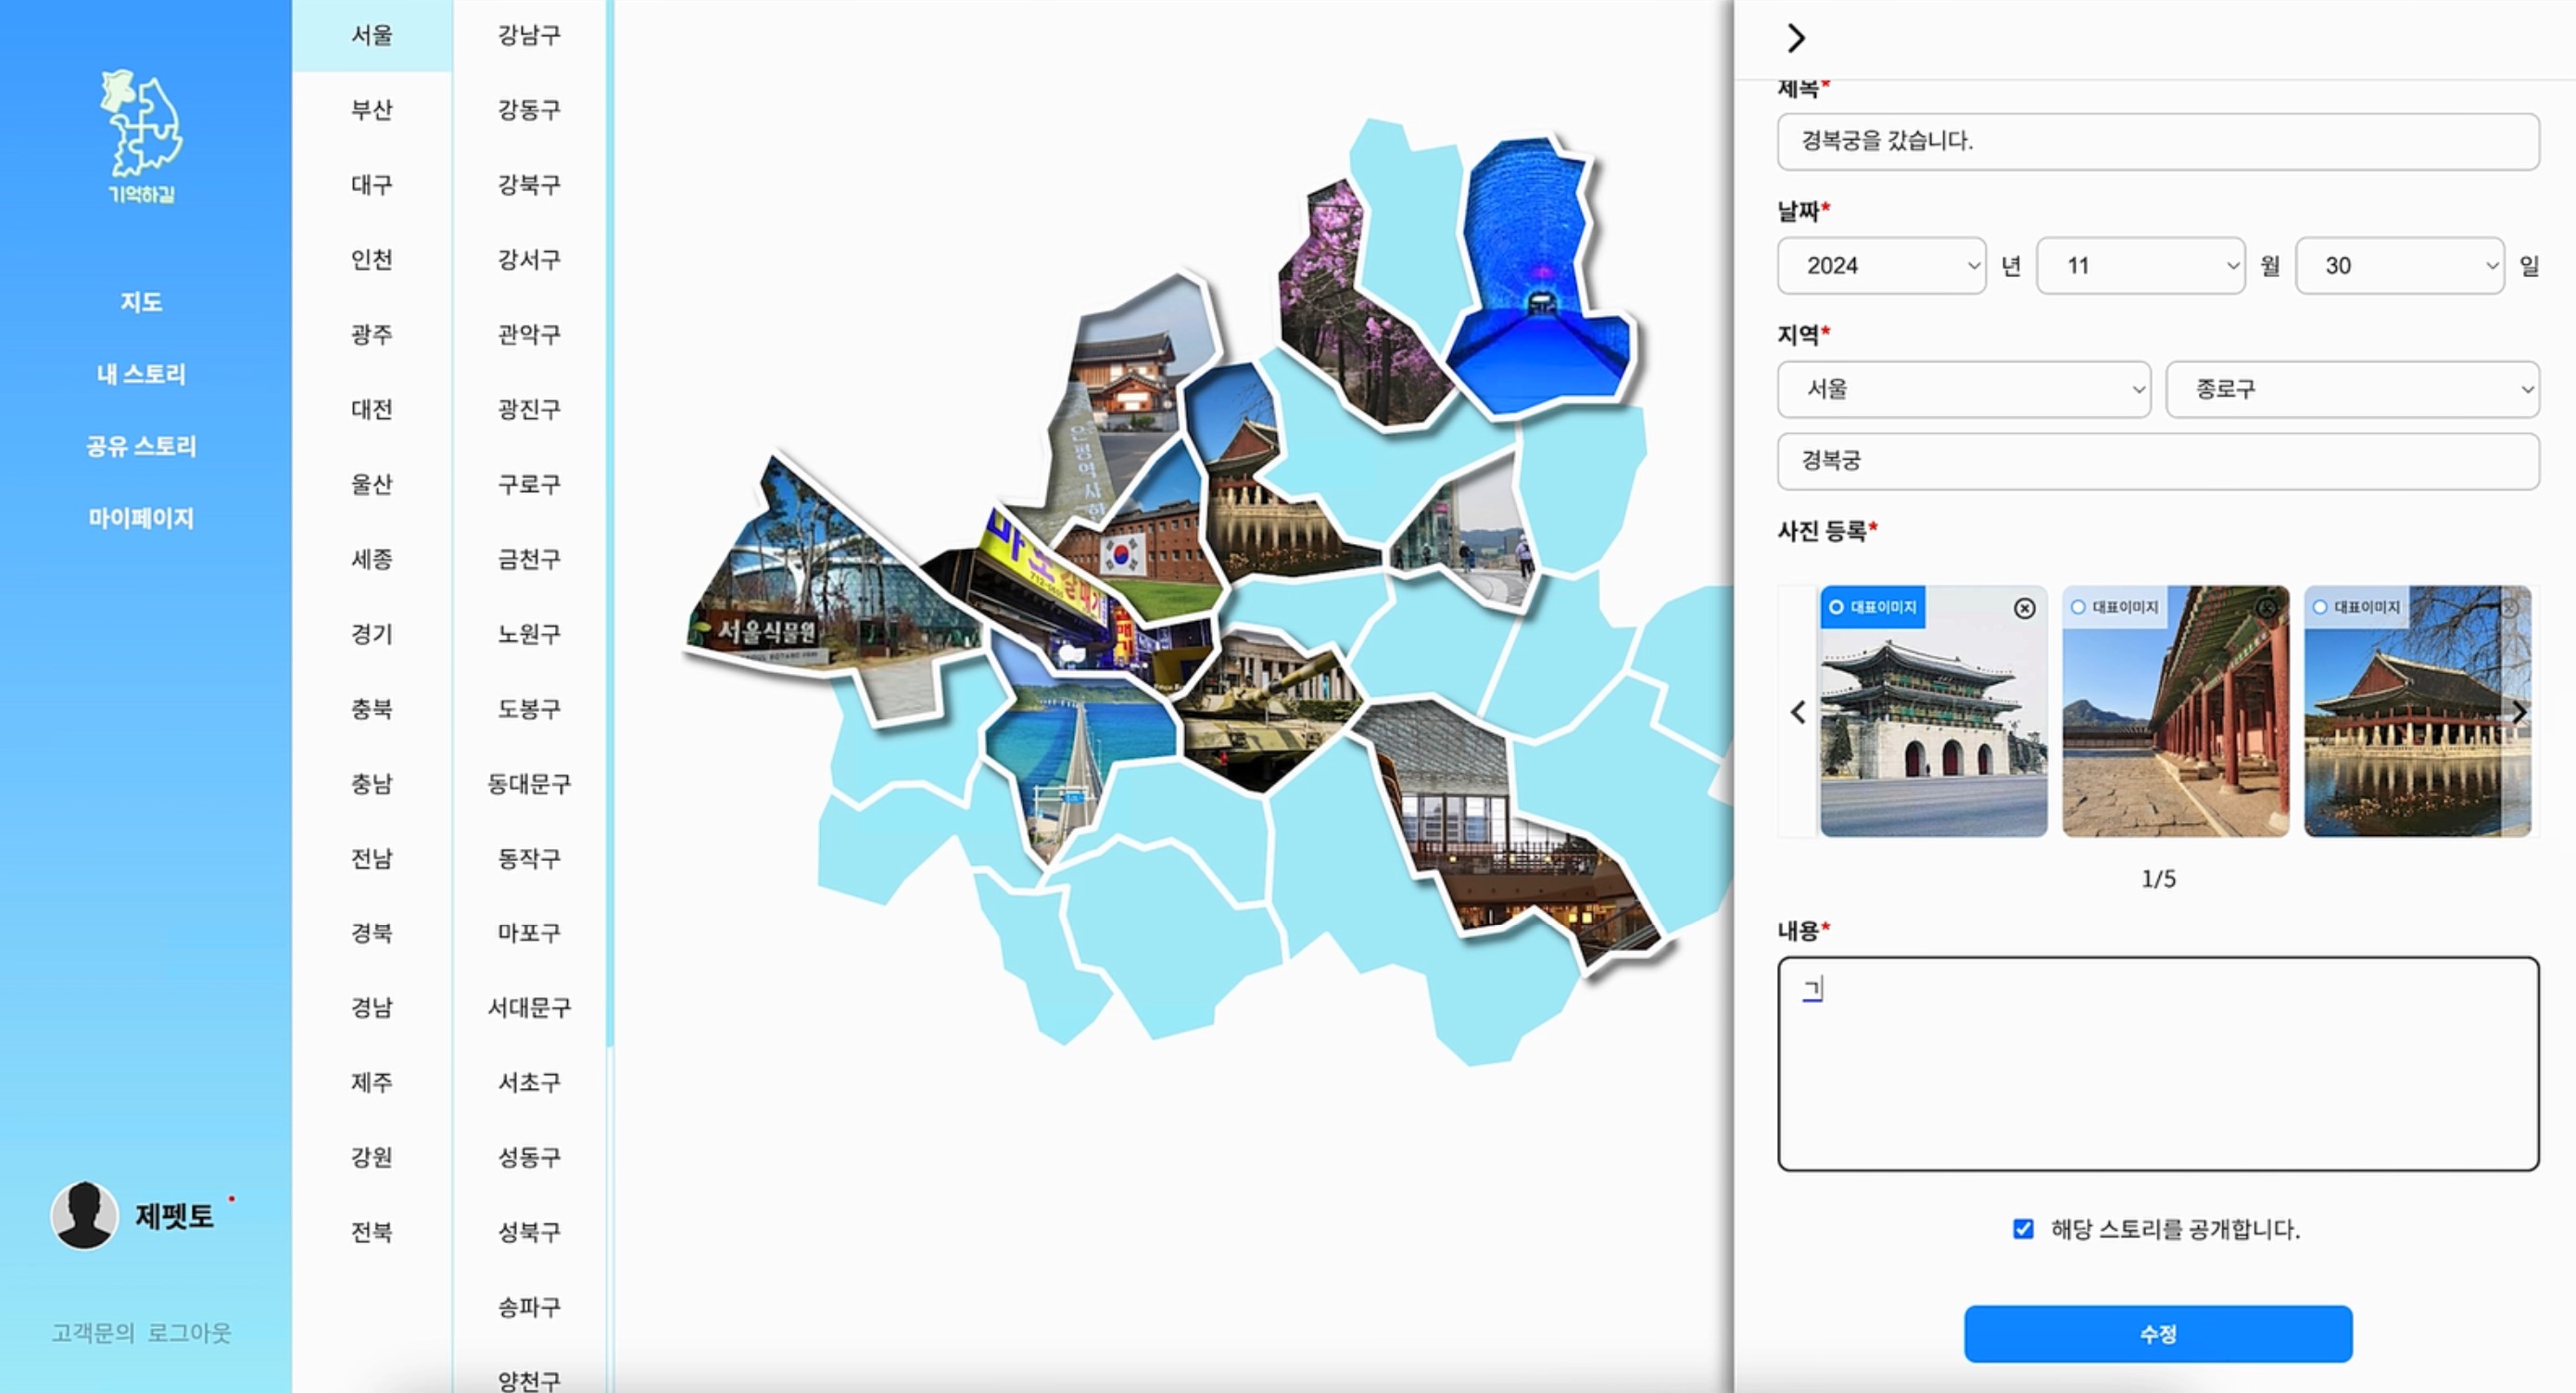 기억하길
지도
내 스토리
공유 스토리
마이페이지
제펫토
고객문의 로그아웃
서울
부산
대구
인천
광주
대전
울산
세종
경기
충북
충남
전남
경북
경남
제주
강원
전북
강남구
강동구
강북구
강서구
관악구
광진구
구로구
금천구
노원구
도봉구
동대문구
동작구
마포구
서대문구
서초구
성동구
성북구
송파구
양천구
은평역사한
마포갈매기
712-
서울식물원
SEOUL BOTANIC PARK
제목*
경복궁을 갔습니다.
날짜*
2024 년 11 월 30 일
지역*
서울 종로구
경복궁
사진 등록*
대표이미지 대표이미지 대표이미지
1/5
내용*
ㄱ
해당 스토리를 공개합니다.
수정